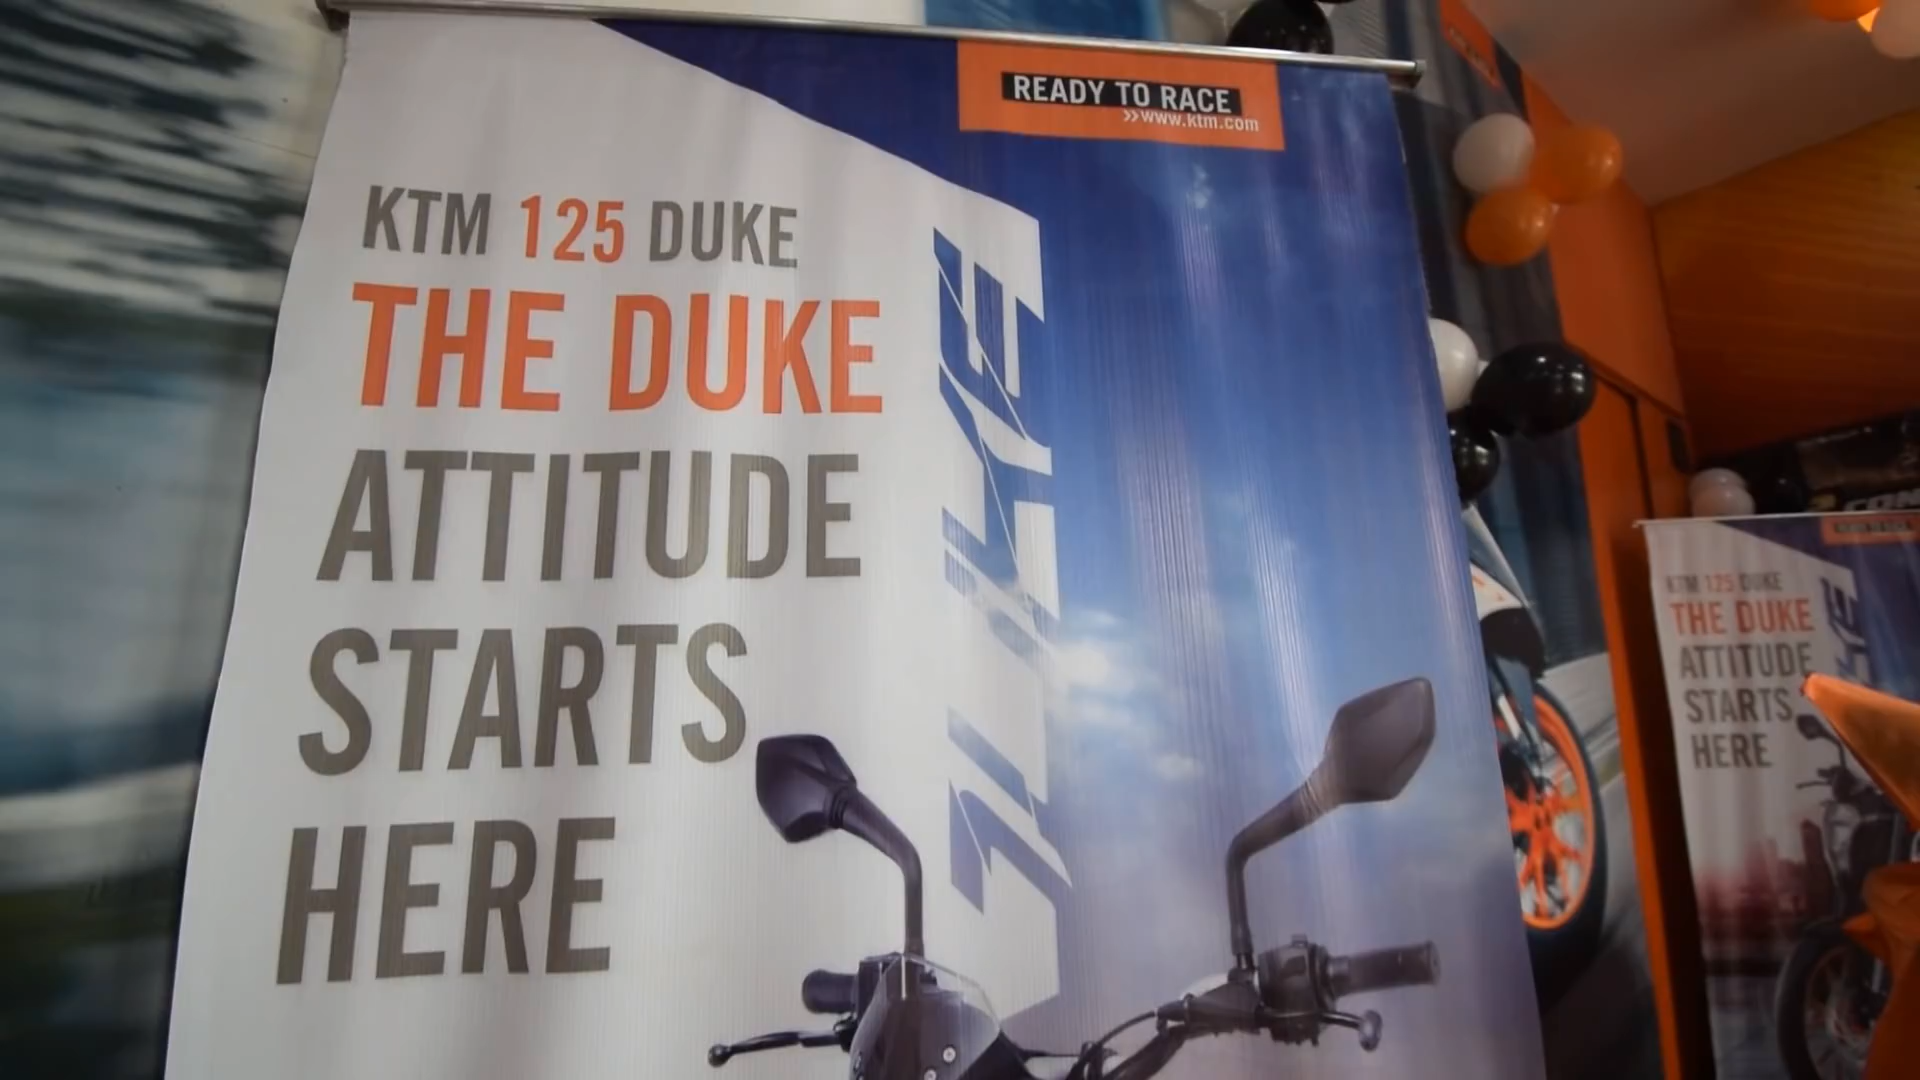 READY TO RACE
»www.ktm.com
KTM 125 DUKE
THE DUKE
ATTITUDE
STARTS
HERE
KTM 125 DUKE
THE DUKE
ATTITUDE
STARTS
HERE